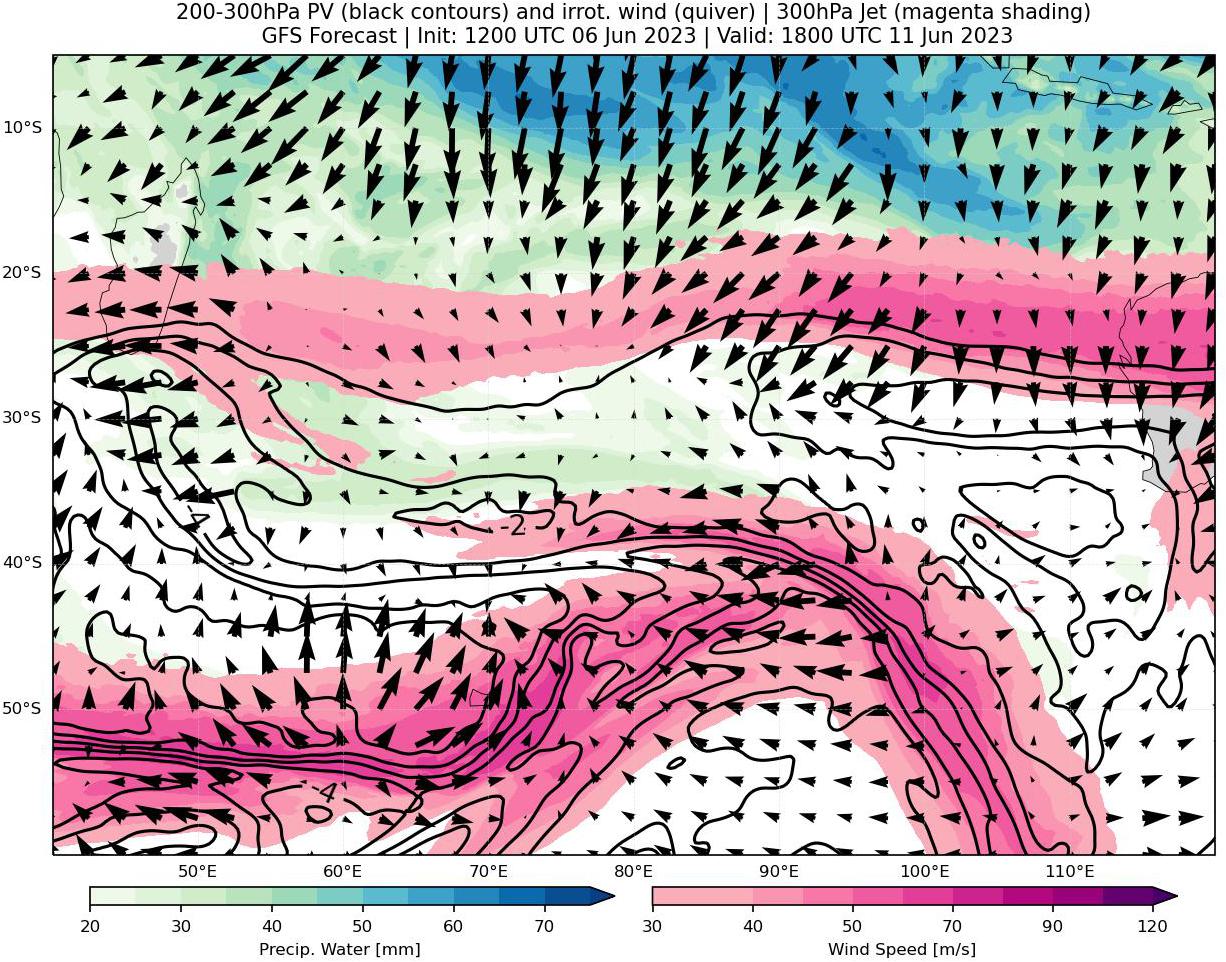 200-300hPa PV (black contours) and irrot. wind (quiver) | 300hPa Jet (magenta shading)
GFS Forecast | Init: 1200 UTC 06 Jun 2023 | Valid: 1800 UTC 11 Jun 2023
10°S
20°S
30°S
-4
-2
40°S
50°S
-4
50°E 60°E 70°E 80°E 90°E 100°E 110°E
20 30 40 50 60 70
Precip. Water [mm]
30 40 50 70 90 120
Wind Speed [m/s]